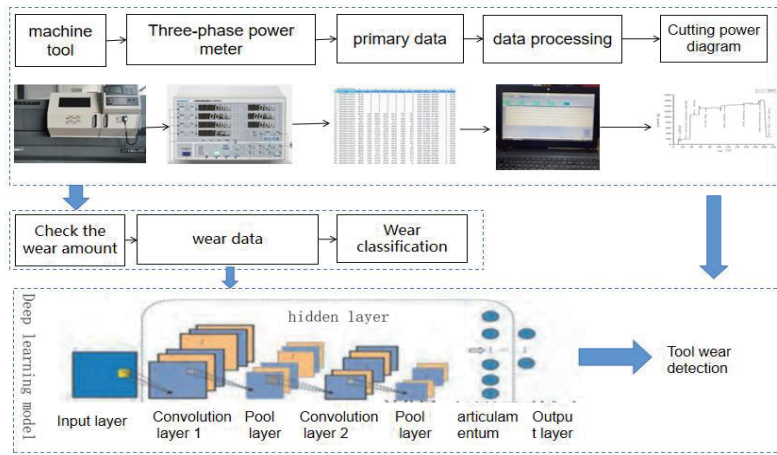 machine
tool
Three-phase power
meter
primary data
data processing
Cutting power
diagram
Check the
wear amount
wear data
Wear
classification
Deep learning model
hidden layer
Input layer
Convolution
layer 1
Pool
layer
Convolution
layer 2
Pool
layer
articulam
entum
Outpu
t layer
Tool wear
detection